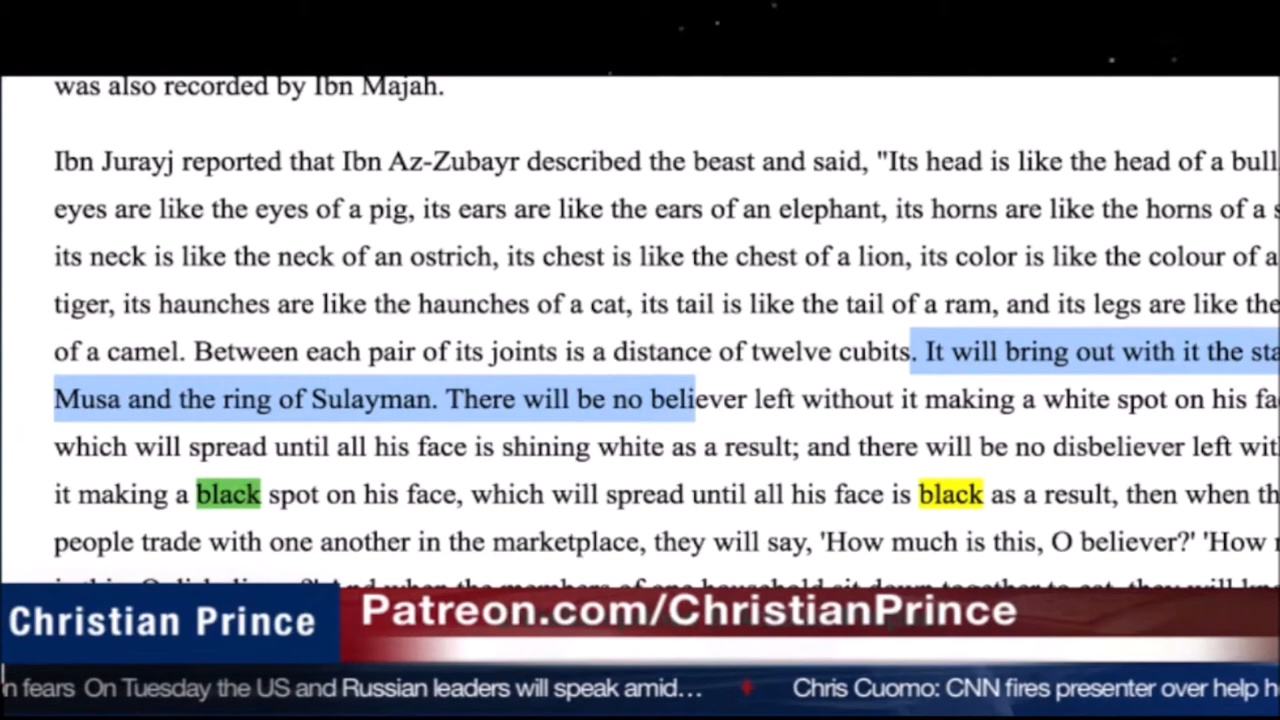 was also recorded by Ibn Majah.
Ibn Jurayj reported that Ibn Az-Zubayr described the beast and said, "Its head is like the head of a bull
eyes are like the eyes of a pig, its ears are like the ears of an elephant, its horns are like the horns of a s
its neck is like the neck of an ostrich, its chest is like the chest of a lion, its color is like the colour of a
tiger, its haunches are like the haunches of a cat, its tail is like the tail of a ram, and its legs are like the
of a camel. Between each pair of its joints is a distance of twelve cubits. It will bring out with it the sta
Musa and the ring of Sulayman. There will be no believer left without it making a white spot on his fa
which will spread until all his face is shining white as a result; and there will be no disbeliever left wit
it making a black spot on his face, which will spread until all his face is black as a result, then when th
people trade with one another in the marketplace, they will say, 'How much is this, O believer?' 'How
Christian Prince
Patreon.com/ChristianPrince
n fears On Tuesday the US and Russian leaders will speak amid... Chris Cuomo: CNN fires presenter over help h